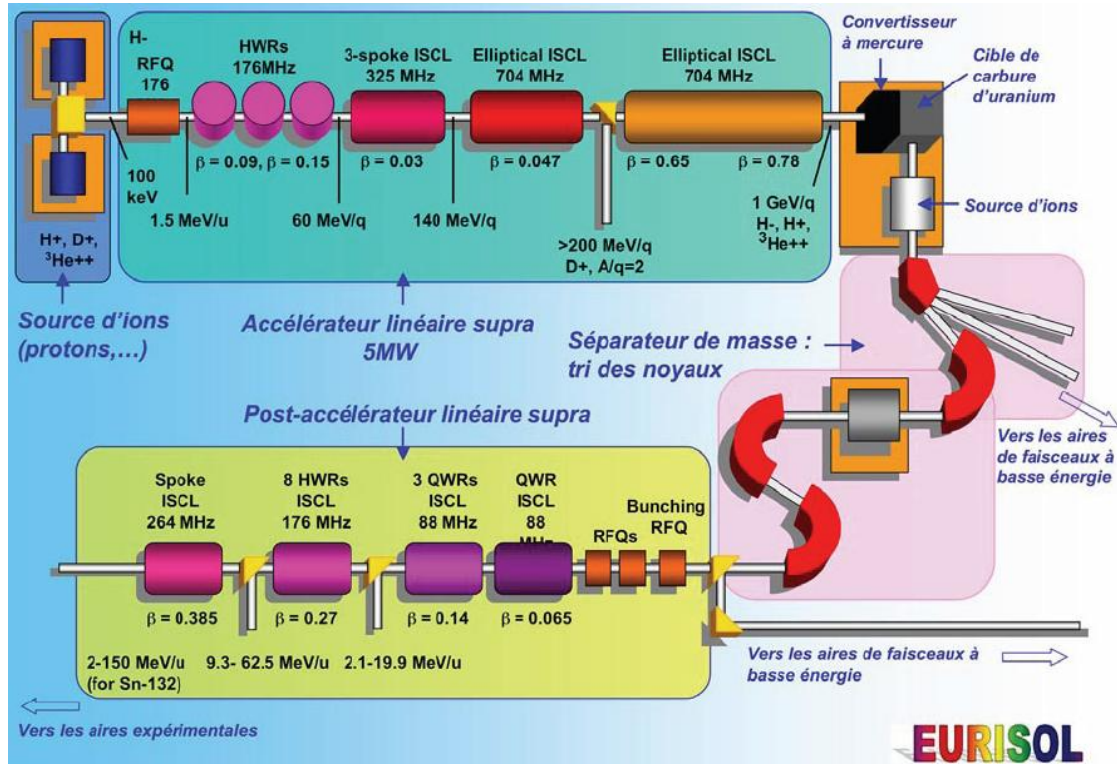 H-
RFQ
176
HWRs
176MHz
3-spoke ISCL
325 MHz
Elliptical ISCL
704 MHz
Elliptical ISCL
704 MHz
Convertisseur
à mercure
Cible de
carbure
d'uranium
β = 0.09, β = 0.15
β = 0.03
β = 0.047
β = 0.65
β = 0.78
100
keV
1.5 MeV/u
60 MeV/q
140 MeV/q
>200 MeV/q
D+, A/q=2
1 GeV/q
H-, H+,
³He++
Source d'ions
H+, D+,
³He++
Source d'ions
(protons,...)
Accélérateur linéaire supra
5MW
Séparateur de masse :
tri des noyaux
Vers les aires
de faisceaux à
basse énergie
Post-accélérateur linéaire supra
Spoke
ISCL
264 MHz
8 HWRs
ISCL
176 MHz
3 QWRs
ISCL
88 MHz
QWR
ISCL
88
RFQs
Bunching
RFQ
β = 0.385
β = 0.27
β = 0.14
β = 0.065
2-150 MeV/u
(for Sn-132)
9.3- 62.5 MeV/u
2.1-19.9 MeV/u
Vers les aires de faisceaux à
basse énergie
Vers les aires expérimentales
EURISOL